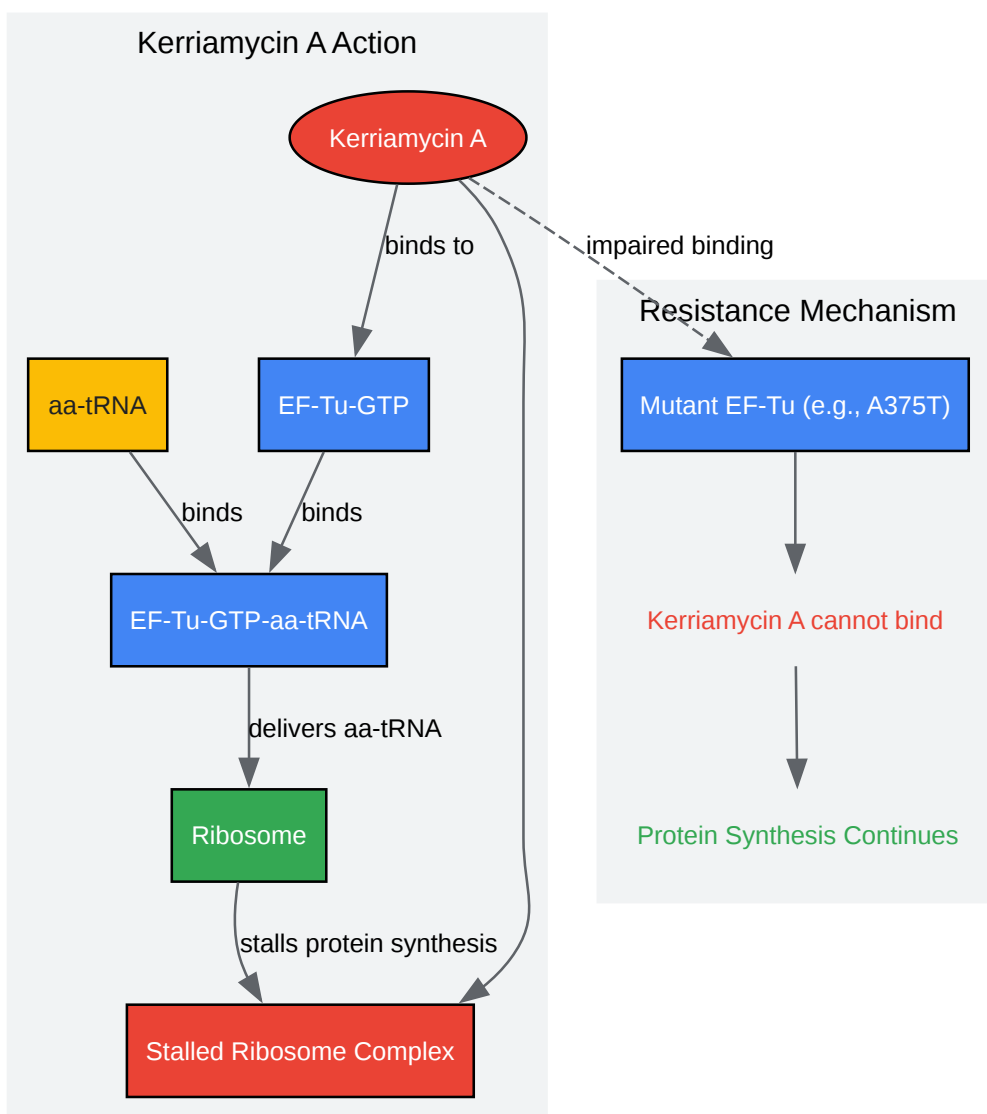 Kerriamycin A Action
Kerriamycin A
binds to
impaired binding
Resistance Mechanism
aa-tRNA
EF-Tu-GTP
Mutant EF-Tu (e.g., A375T)
binds
binds
EF-Tu-GTP-aa-tRNA
Kerriamycin A cannot bind
delivers aa-tRNA
Ribosome
Protein Synthesis Continues
stalls protein synthesis
Stalled Ribosome Complex